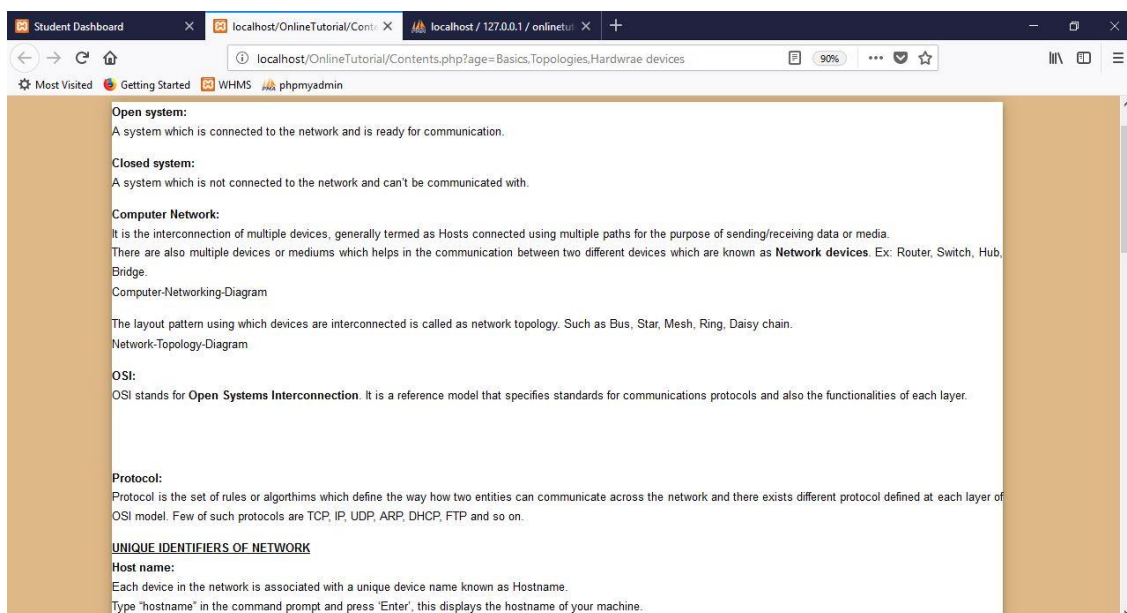 Student Dashboard
localhost/OnlineTutorial/Conte
localhost / 127.0.0.1 / onlinetut
localhost/OnlineTutorial/Contents.php?age=Basics,Topologies,Hardwrae devices
90%
Most Visited Getting Started WHMS phpmyadmin
Open system:
A system which is connected to the network and is ready for communication.
Closed system:
A system which is not connected to the network and can't be communicated with.
Computer Network:
It is the interconnection of multiple devices, generally termed as Hosts connected using multiple paths for the purpose of sending/receiving data or media.
There are also multiple devices or mediums which helps in the communication between two different devices which are known as Network devices. Ex: Router, Switch, Hub,
Bridge.
Computer-Networking-Diagram
The layout pattern using which devices are interconnected is called as network topology. Such as Bus, Star, Mesh, Ring, Daisy chain.
Network-Topology-Diagram
OSI:
OSI stands for Open Systems Interconnection. It is a reference model that specifies standards for communications protocols and also the functionalities of each layer.
Protocol:
Protocol is the set of rules or algorthims which define the way how two entities can communicate across the network and there exists different protocol defined at each layer of
OSI model. Few of such protocols are TCP, IP, UDP, ARP, DHCP, FTP and so on.
UNIQUE IDENTIFIERS OF NETWORK
Host name:
Each device in the network is associated with a unique device name known as Hostname.
Type “hostname” in the command prompt and press ‘Enter’, this displays the hostname of your machine.